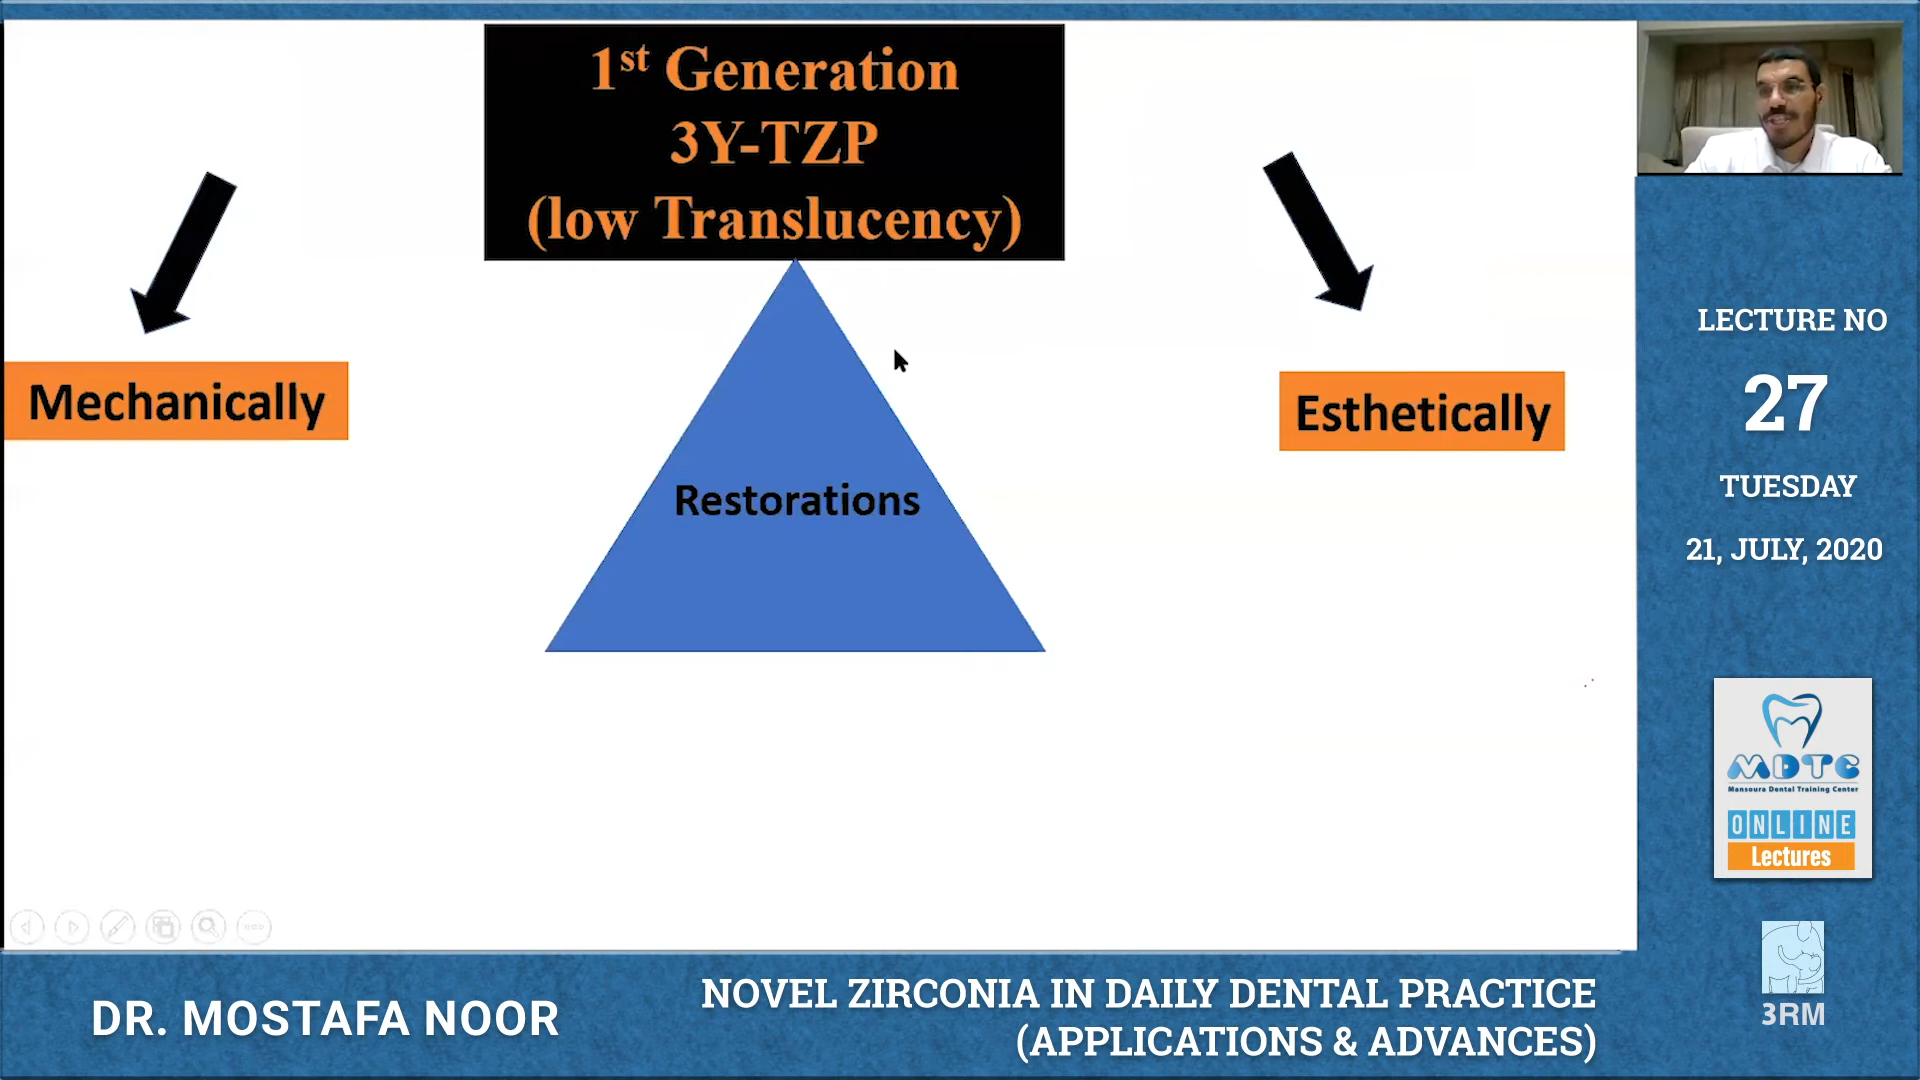 1st Generation
3Y-TZP
(low Translucency)
Mechanically
Esthetically
Restorations
LECTURE NO
27
TUESDAY
21, JULY, 2020
MDTC
Mansoura Dental Training Center
ONLINE
Lectures
3RM
DR. MOSTAFA NOOR
NOVEL ZIRCONIA IN DAILY DENTAL PRACTICE
(APPLICATIONS & ADVANCES)